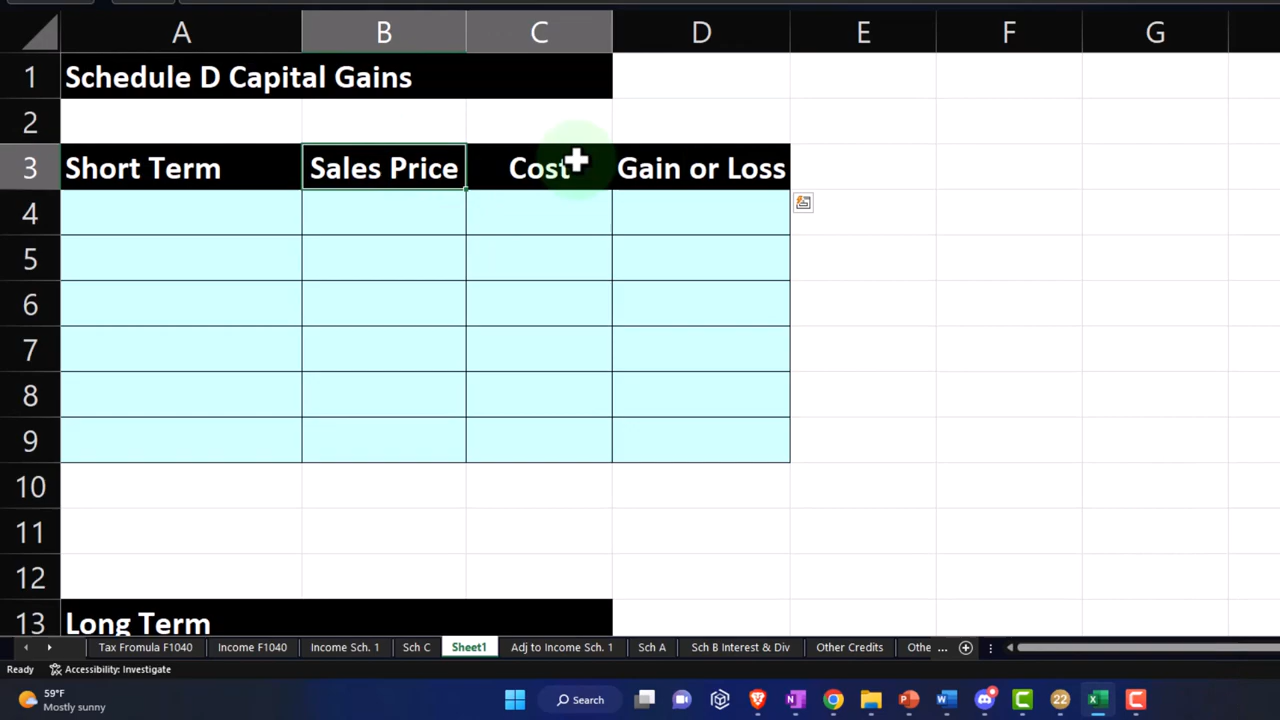 A B C D E F G
1 Schedule D Capital Gains
2
3 Short Term Sales Price Cost Gain or Loss
4
5
6
7
8
9
10
11
12
13 Long Term
Tax Fromula F1040 Income F1040 Income Sch. 1 Sch C Sheet1 Adj to Income Sch. 1 Sch A Sch B Interest & Div Other Credits Othe ...
Ready Accessibility: Investigate
59°F
Mostly sunny
Search
22